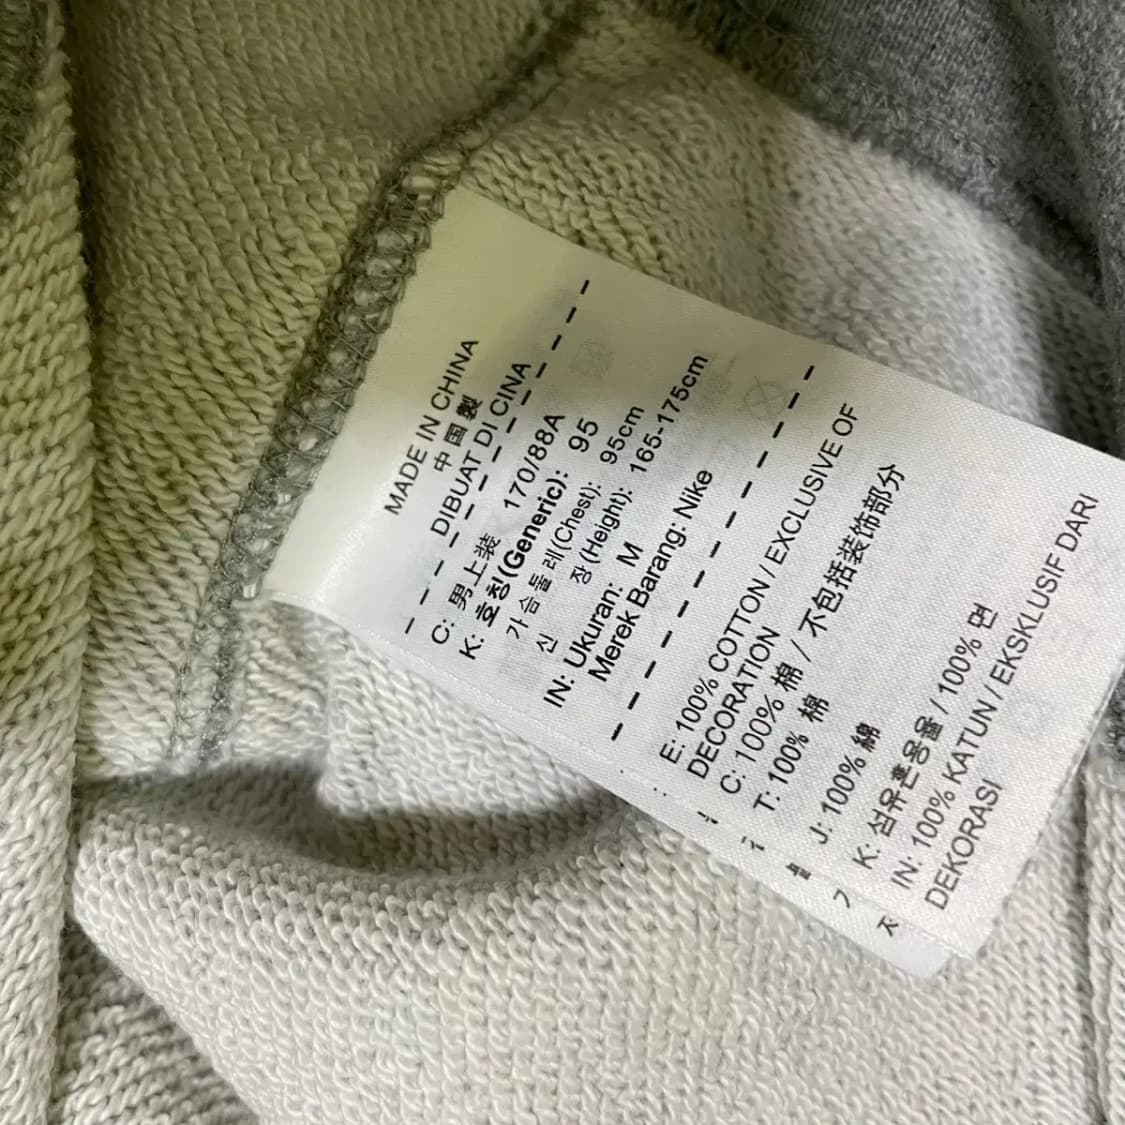 MADE IN CHINA
中国製
DIBUAT DI CINA
C: 男上装 170/88A
K: 호칭(Generic): 95
가슴둘레(Chest): 95cm
신 장(Height): 165-175cm
IN: Ukuran: M
Merek Barang: Nike
E: 100% COTTON / EXCLUSIVE OF
DECORATION
C: 100% 棉 / 不包括装饰部分
T: 100% 棉
J: 100% 綿
K: 섬유혼용율 / 100% 면
IN: 100% KATUN / EKSKLUSIF DARI
DEKORASI